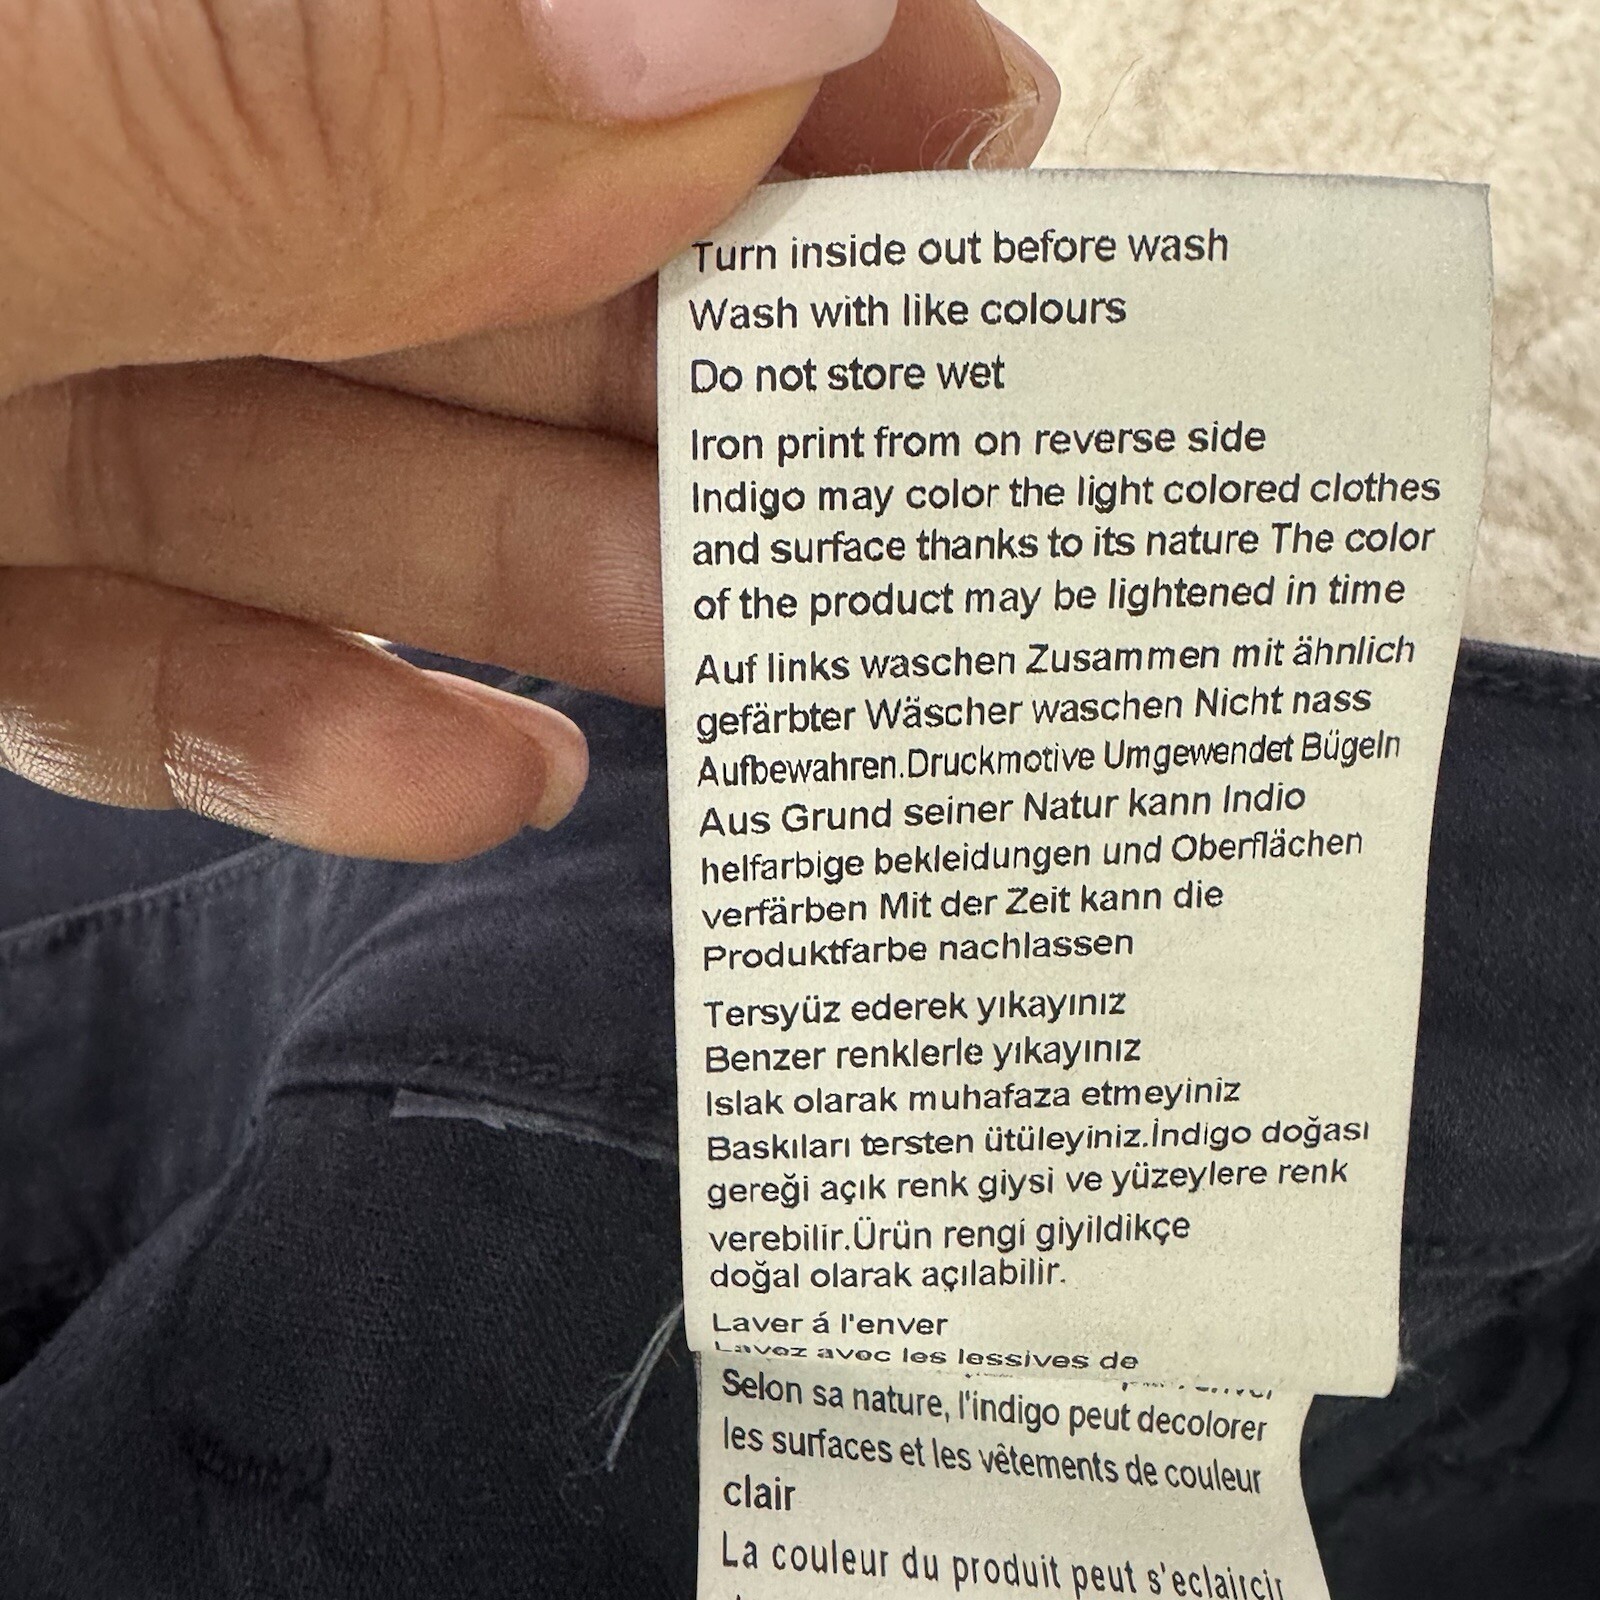 Turn inside out before wash
Wash with like colours
Do not store wet
Iron print from on reverse side
Indigo may color the light colored clothes
and surface thanks to its nature The color
of the product may be lightened in time
Auf links waschen Zusammen mit ähnlich
gefärbter Wäscher waschen Nicht nass
Aufbewahren.Druckmotive Umgewendet Bügeln
Aus Grund seiner Natur kann Indio
helfarbige bekleidungen und Oberflächen
verfärben Mit der Zeit kann die
Produktfarbe nachlassen
Tersyüz ederek yıkayınız
Benzer renklerle yıkayınız
Islak olarak muhafaza etmeyiniz
Baskıları tersten ütüleyiniz.İndigo doğası
gereği açık renk giysi ve yüzeylere renk
verebilir.Ürün rengi giyildikçe
doğal olarak açılabilir.
Laver á l'enver
Lavez avec les lessives de
Selon sa nature, l'indigo peut decolorer
les surfaces et les vêtements de couleur
clair
La couleur du produit peut s'eclaircir